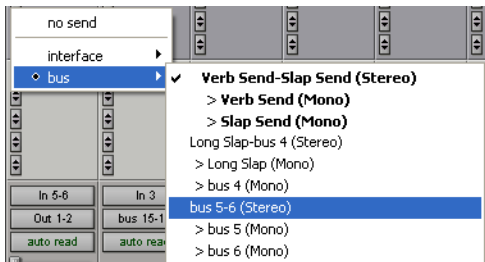 no send
interface
bus
Verb Send-Slap Send (Stereo)
> Verb Send (Mono)
> Slap Send (Mono)
Long Slap-bus 4 (Stereo)
> Long Slap (Mono)
> bus 4 (Mono)
bus 5-6 (Stereo)
> bus 5 (Mono)
> bus 6 (Mono)
In 5-6
In 3
Out 1-2
bus 15-1
auto read
auto rea